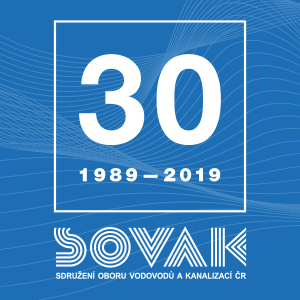 30
1989—2019
SOVAK
SDRUŽENÍ OBORU VODOVODŮ A KANALIZACÍ ČR